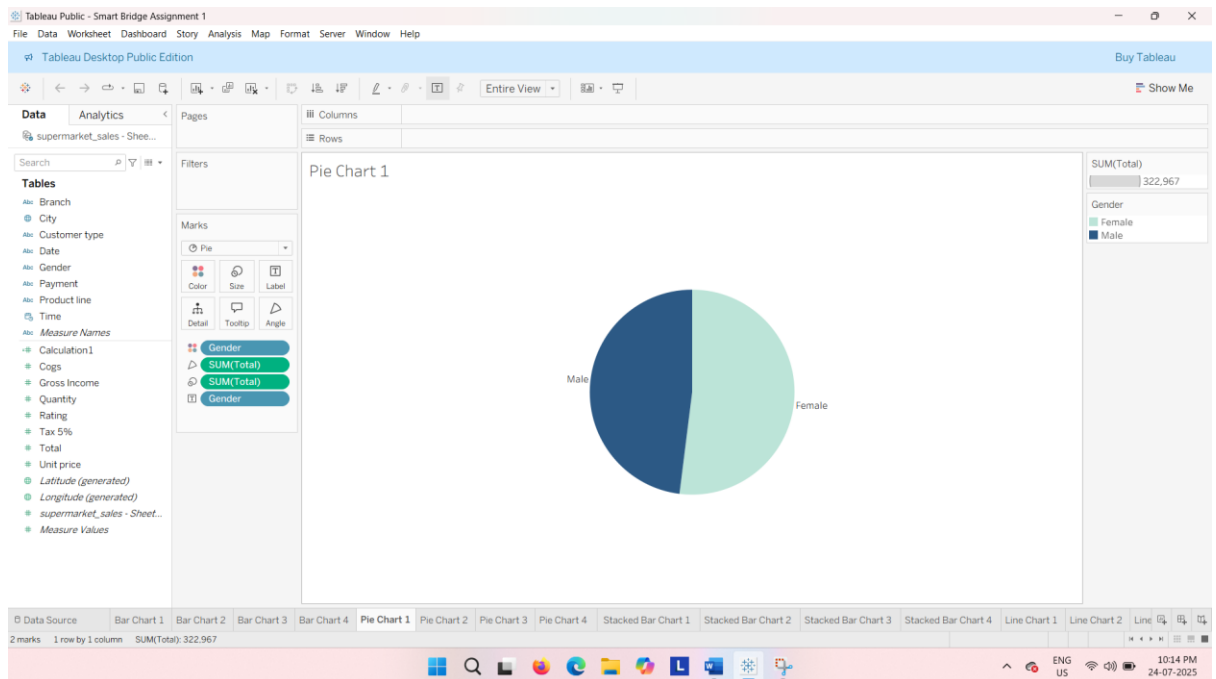 Tableau Public - Smart Bridge Assignment 1
File Data Worksheet Dashboard Story Analysis Map Format Server Window Help
Tableau Desktop Public Edition
Buy Tableau
Entire View
Show Me
Data Analytics
supermarket_sales - Shee...
Search
Tables
Abc Branch
City
Abc Customer type
Abc Date
Abc Gender
Abc Payment
Abc Product line
Time
Abc Measure Names
Calculation1
Cogs
Gross Income
Quantity
Rating
Tax 5%
Total
Unit price
Latitude (generated)
Longitude (generated)
supermarket_sales - Sheet...
Measure Values
Pages
Filters
Marks
Pie
Color Size Label
Detail Tooltip Angle
Gender
SUM(Total)
SUM(Total)
Gender
Columns
Rows
Pie Chart 1
Male
Female
SUM(Total)
322,967
Gender
Female
Male
Data Source Bar Chart 1 Bar Chart 2 Bar Chart 3 Bar Chart 4 Pie Chart 1 Pie Chart 2 Pie Chart 3 Pie Chart 4 Stacked Bar Chart 1 Stacked Bar Chart 2 Stacked Bar Chart 3 Stacked Bar Chart 4 Line Chart 1 Line Chart 2 Line
2 marks 1 row by 1 column SUM(Total): 322,967
L
ENG
US
10:14 PM
24-07-2025